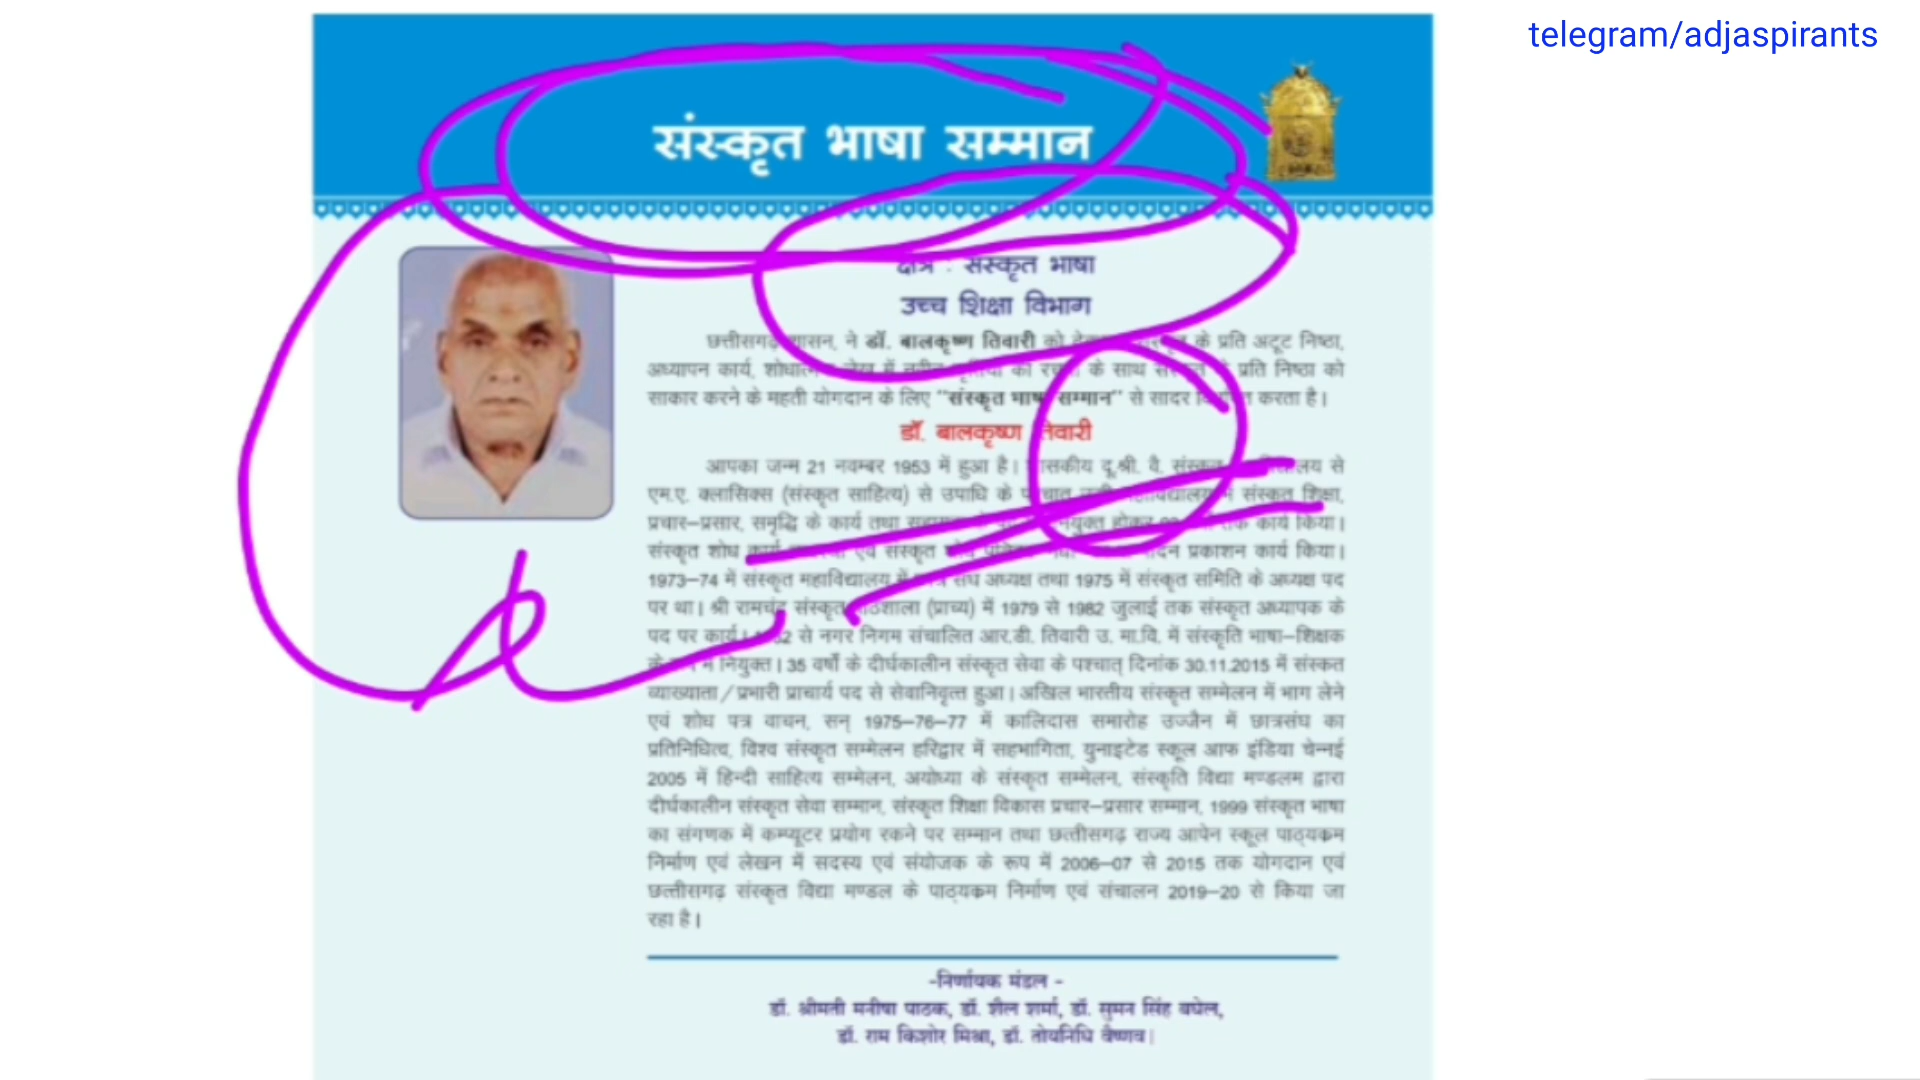 telegram/adjaspirants
संस्कृत भाषा सम्मान
क्षेत्र : संस्कृत भाषा
उच्च शिक्षा विभाग
छत्तीसगढ़ शासन, ने डॉ. बालकृष्ण तिवारी को के प्रति अटूट निष्ठा,
अध्यापन कार्य, लेख में के साथ प्रति निष्ठा को
साकार करने के महती योगदान के लिए "संस्कृत भाषा सम्मान" से सादर करता है।
डॉ. बालकृष्ण तिवारी
आपका जन्म 21 नवम्बर 1953 में हुआ है। दू.श्री. वै. संस्कृत से
एम.ए. क्लासिक्स (संस्कृत साहित्य) से उपाधि के में संस्कृत शिक्षा,
प्रचार–प्रसार, समृद्धि के कार्य तथा होकर तक कार्य किया।
संस्कृत शोध कार्य एवं संस्कृत प्रकाशन कार्य किया।
1973–74 में संस्कृत महाविद्यालय में संघ अध्यक्ष तथा 1975 में संस्कृत समिति के अध्यक्ष पद
पर था। श्री रामचंद्र संस्कृत पाठशाला (प्राच्य) में 1979 से 1982 जुलाई तक संस्कृत अध्यापक के
पद पर कार्य। से नगर निगम संचालित आर.डी. तिवारी उ. मा.वि. में संस्कृति भाषा–शिक्षक
के में नियुक्त। 35 वर्षों के दीर्घकालीन संस्कृत सेवा के पश्चात् दिनांक 30.11.2015 में संस्कत
व्याख्याता/प्रभारी प्राचार्य पद से सेवानिवृत्त हुआ। अखिल भारतीय संस्कृत सम्मेलन में भाग लेने
एवं शोध पत्र वाचन, सन् 1975–76–77 में कालिदास समारोह उज्जैन में छात्रसंघ का
प्रतिनिधित्व, विश्व संस्कृत सम्मेलन हरिद्वार में सहभागिता, युनाइटेड स्कूल आफ इंडिया चेन्नई
2005 में हिन्दी साहित्य सम्मेलन, अयोध्या के संस्कृत सम्मेलन, संस्कृति विद्या मण्डलम द्वारा
दीर्घकालीन संस्कृत सेवा सम्मान, संस्कृत शिक्षा विकास प्रचार–प्रसार सम्मान, 1999 संस्कृत भाषा
का संगणक में कम्प्यूटर प्रयोग रकने पर सम्मान तथा छत्तीसगढ़ राज्य आपेन स्कूल पाठ्यक्रम
निर्माण एवं लेखन में सदस्य एवं संयोजक के रूप में 2006–07 से 2015 तक योगदान एवं
छत्तीसगढ़ संस्कृत विद्या मण्डल के पाठ्यक्रम निर्माण एवं संचालन 2019–20 से किया जा
रहा है।
-निर्णायक मंडल -
डॉ. श्रीमती मनीषा पाठक, डॉ. शैल शर्मा, डॉ. सुमन सिंह बघेल,
डॉ. राम किशोर मिश्रा, डॉ. तोयनिधि वैष्णव।